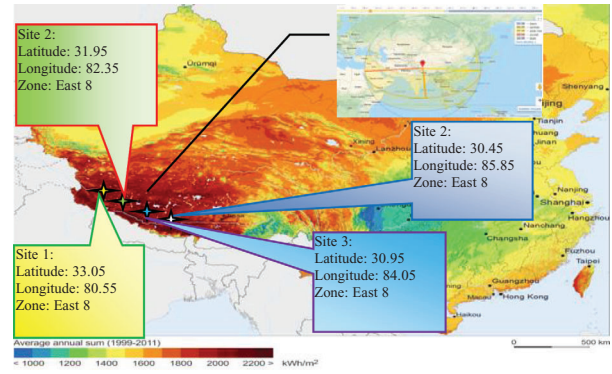 Site 2:
Latitude: 31.95
Longitude: 82.35
Zone: East 8
Site 2:
Latitude: 30.45
Longitude: 85.85
Zone: East 8
Site 1:
Latitude: 33.05
Longitude: 80.55
Zone: East 8
Site 3:
Latitude: 30.95
Longitude: 84.05
Zone: East 8
Ürümqi
Shenyang
Tianjin
Jinan
Xining
Lanzhou
Nanjing
Shanghai
Hangzhou
Nanchang
Changsha
Fuzhou
Taipei
Guangzhou
Macau
Hong Kong
Haikou
Average annual sum (1999-2011)
< 1000 1200 1400 1600 1800 2000 2200 > kWh/m²
0 500 km